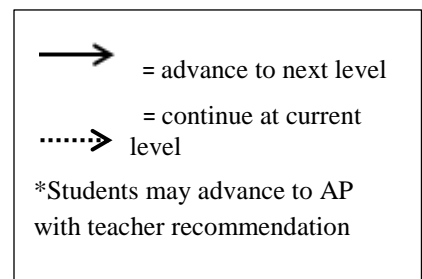 = advance to next level
= continue at current
level
*Students may advance to AP
with teacher recommendation